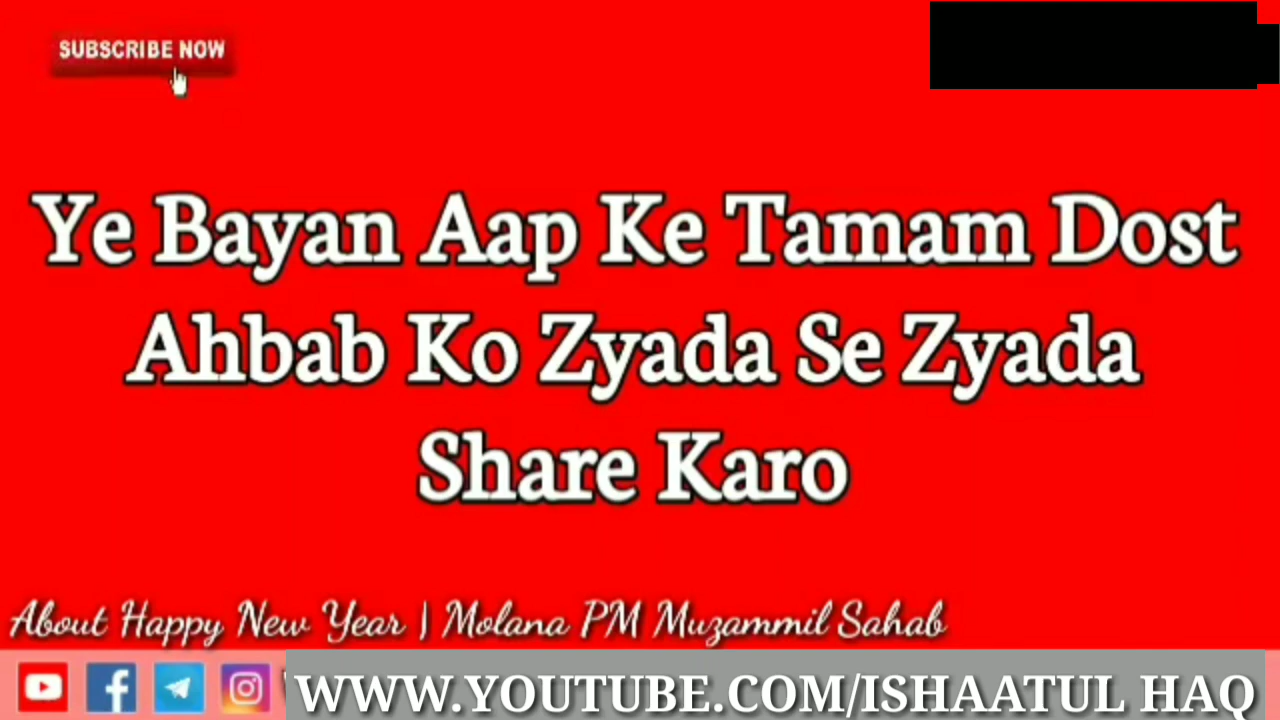 SUBSCRIBE NOW
Ye Bayan Aap Ke Tamam Dost
Ahbab Ko Zyada Se Zyada
Share Karo
About Happy New Year | Molana PM Muzammil Sahab
WWW.YOUTUBE.COM/ISHAATUL HAQ